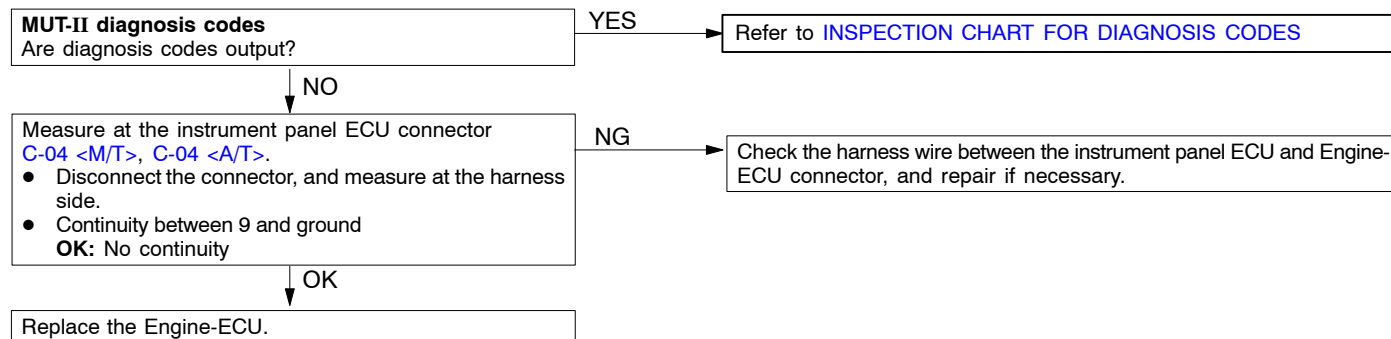 MUT-II diagnosis codes
Are diagnosis codes output?
YES
Refer to INSPECTION CHART FOR DIAGNOSIS CODES
NO
Measure at the instrument panel ECU connector
C-04 <M/T>, C-04 <A/T>.
● Disconnect the connector, and measure at the harness
side.
● Continuity between 9 and ground
OK: No continuity
NG
Check the harness wire between the instrument panel ECU and Engine-
ECU connector, and repair if necessary.
OK
Replace the Engine-ECU.